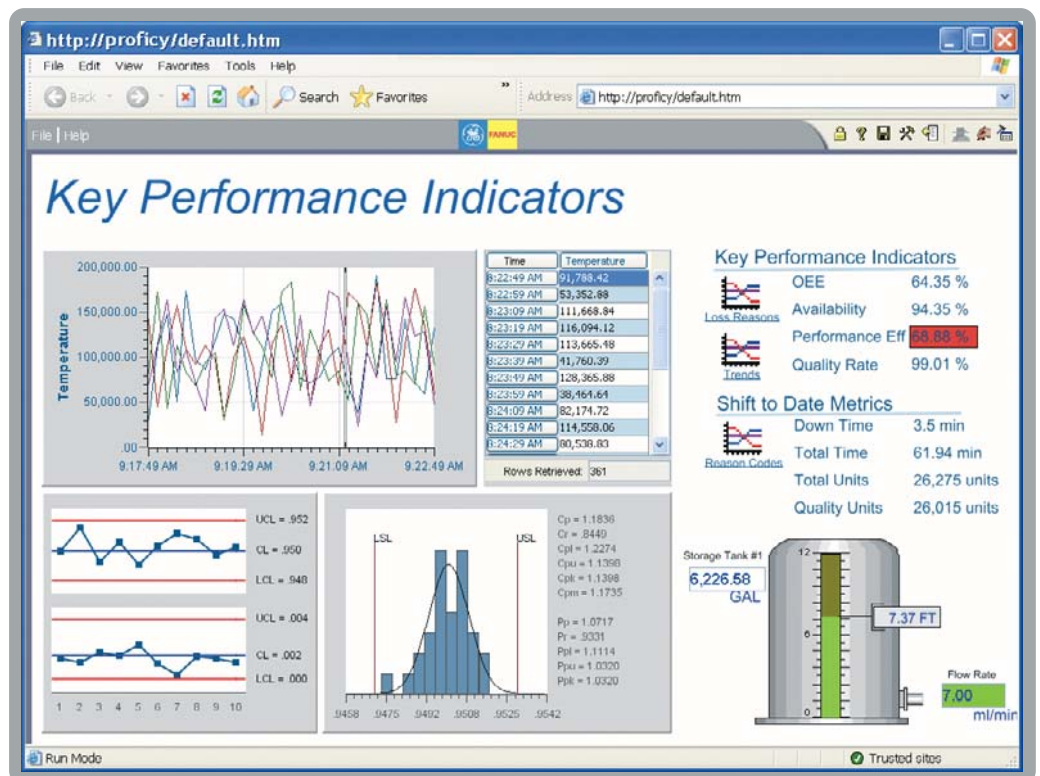 http://proficy/default.htm
File Edit View Favorites Tools Help
Back Search Favorites » Address http://proficy/default.htm
File | Help
FANUC
Key Performance Indicators
200,000.00
150,000.00
100,000.00
50,000.00
.00
Temperature
9:17:49 AM 9:19:29 AM 9:21:09 AM 9:22:49 AM
Time Temperature
8:22:49 AM 91,788.42
8:22:59 AM 53,352.88
8:23:09 AM 111,668.84
8:23:19 AM 116,094.12
8:23:29 AM 113,665.48
8:23:39 AM 41,760.39
8:23:49 AM 128,365.88
8:23:59 AM 38,464.64
8:24:09 AM 82,174.72
8:24:19 AM 114,558.06
8:24:29 AM 80,538.83
Rows Retrieved: 361
Key Performance Indicators
OEE 64.35 %
Availability 94.35 %
Loss Reasons
Performance Eff 68.88 %
Quality Rate 99.01 %
Trends
Shift to Date Metrics
Down Time 3.5 min
Total Time 61.94 min
Reason Codes
Total Units 26,275 units
Quality Units 26,015 units
UCL = .952
CL = .950
LCL = .948
UCL = .004
CL = .002
LCL = .000
1 2 3 4 5 6 7 8 9 10
LSL USL
.9458 .9475 .9492 .9508 .9525 .9542
Cp = 1.1836
Cr = .8449
Cpl = 1.2274
Cpu = 1.1398
Cpk = 1.1398
Cpm = 1.1735
Pp = 1.0717
Pr = .9331
Ppl = 1.1114
Ppu = 1.0320
Ppk = 1.0320
Storage Tank #1
6,226.58
GAL
12
6
0
7.37 FT
Flow Rate
7.00
ml/min
Run Mode Trusted sites